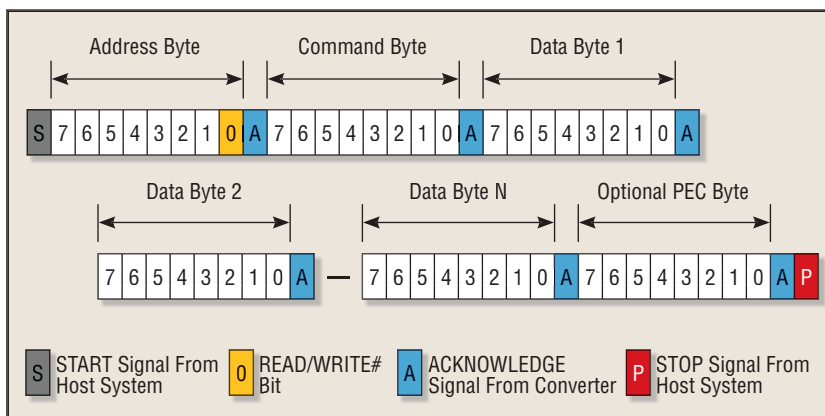 Address Byte Command Byte Data Byte 1
S 7 6 5 4 3 2 1 0 A 7 6 5 4 3 2 1 0 A 7 6 5 4 3 2 1 0 A
Data Byte 2 Data Byte N Optional PEC Byte
7 6 5 4 3 2 1 0 A — 7 6 5 4 3 2 1 0 A 7 6 5 4 3 2 1 0 A P
S START Signal From
Host System
0 READ/WRITE#
Bit
A ACKNOWLEDGE
Signal From Converter
P STOP Signal From
Host System